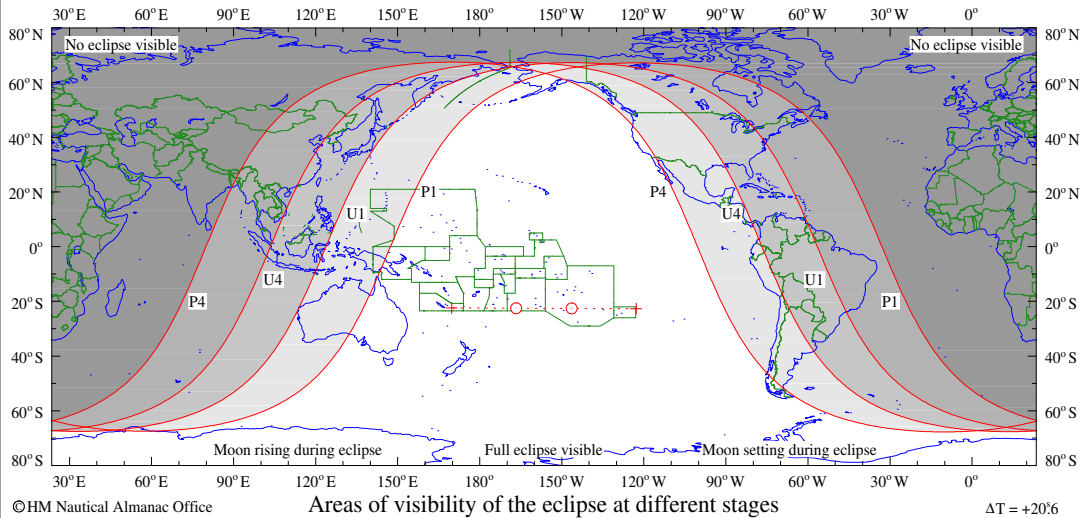 30°E 60°E 90°E 120°E 150°E 180° 150°W 120°W 90°W 60°W 30°W 0°
80°N 80°N
No eclipse visible No eclipse visible
60°N 60°N
40°N 40°N
20°N P1 P4 20°N
U1 U4
0° 0°
U4 U1
20°S P4 P1 20°S
40°S 40°S
60°S 60°S
Moon rising during eclipse Full eclipse visible Moon setting during eclipse
80°S 80°S
30°E 60°E 90°E 120°E 150°E 180° 150°W 120°W 90°W 60°W 30°W 0°
©HM Nautical Almanac Office Areas of visibility of the eclipse at different stages ΔT = +20ˢ.6